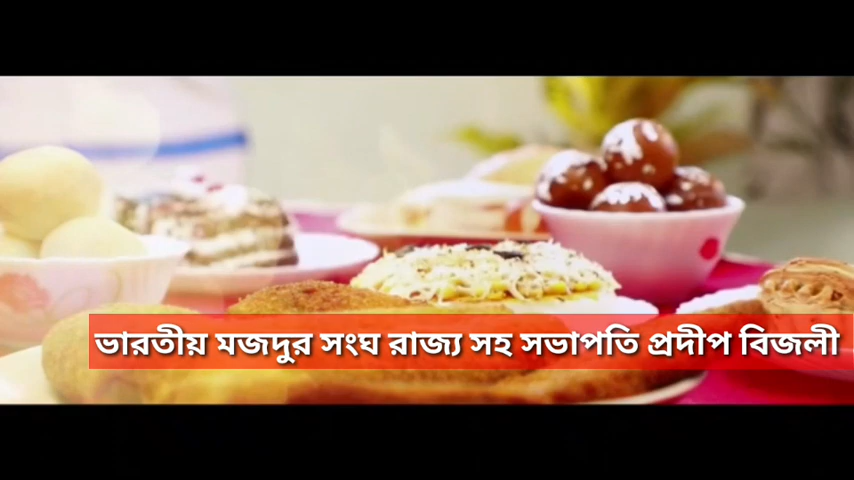 ভারতীয় মজদুর সংঘ রাজ্য সহ সভাপতি প্রদীপ বিজলী